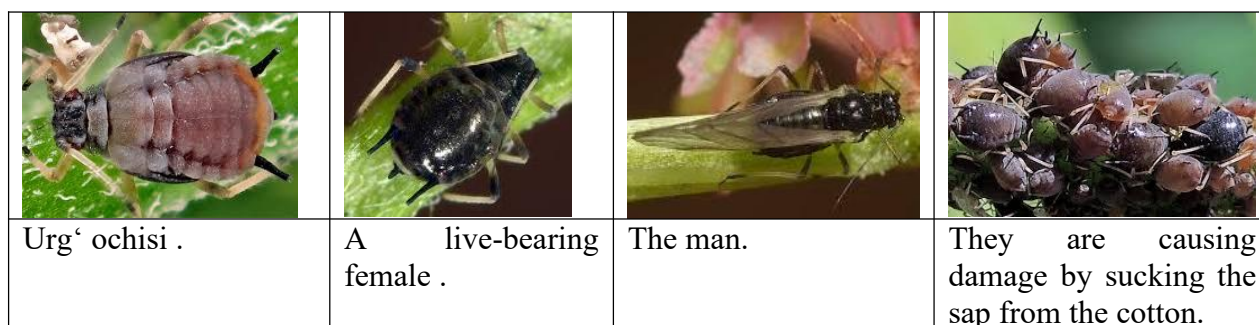 Urg‘ ochisi .
A live-bearing
female .
The man.
They are causing
damage by sucking the
sap from the cotton.